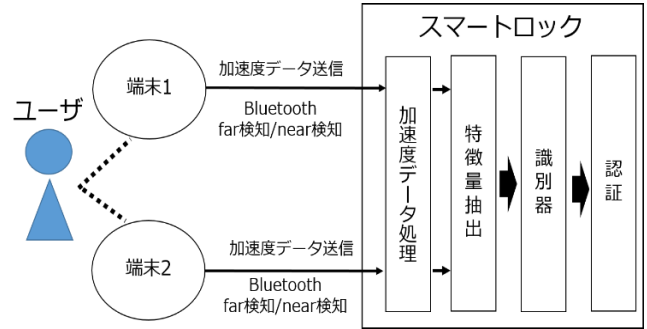 スマートロック
ユーザ
端末1
加速度データ送信
Bluetooth
far検知/near検知
端末2
加速度データ送信
Bluetooth
far検知/near検知
加速度データ処理
特徴量抽出
識別器
認証